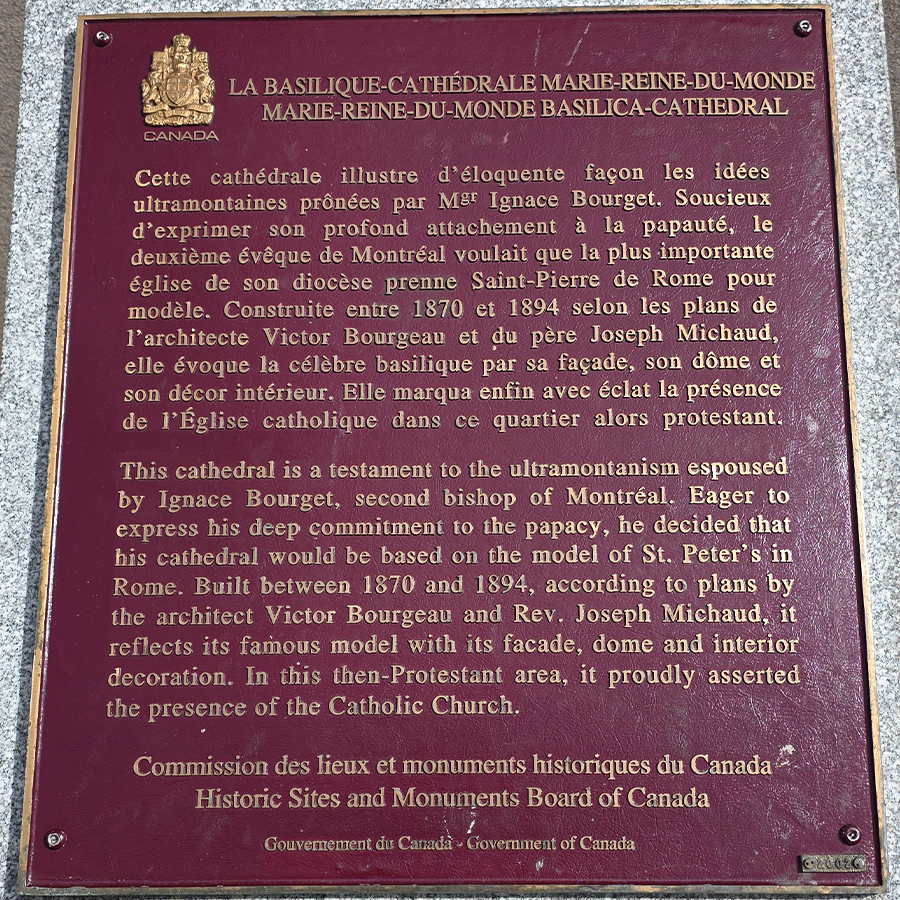 CANADA
LA BASILIQUE-CATHÉDRALE MARIE-REINE-DU-MONDE
MARIE-REINE-DU-MONDE BASILICA-CATHEDRAL
Cette cathédrale illustre d'éloquente façon les idées
ultramontaines prônées par Mgr Ignace Bourget. Soucieux
d'exprimer son profond attachement à la papauté, le
deuxième évêque de Montréal voulait que la plus importante
église de son diocèse prenne Saint-Pierre de Rome pour
modèle. Construite entre 1870 et 1894 selon les plans de
l'architecte Victor Bourgeau et du père Joseph Michaud,
elle évoque la célèbre basilique par sa façade, son dôme et
son décor intérieur. Elle marqua enfin avec éclat la présence
de l'Église catholique dans ce quartier alors protestant.
This cathedral is a testament to the ultramontanism espoused
by Ignace Bourget, second bishop of Montréal. Eager to
express his deep commitment to the papacy, he decided that
his cathedral would be based on the model of St. Peter's in
Rome. Built between 1870 and 1894, according to plans by
the architect Victor Bourgeau and Rev. Joseph Michaud, it
reflects its famous model with its facade, dome and interior
decoration. In this then-Protestant area, it proudly asserted
the presence of the Catholic Church.
Commission des lieux et monuments historiques du Canada
Historic Sites and Monuments Board of Canada
Gouvernement du Canada - Government of Canada